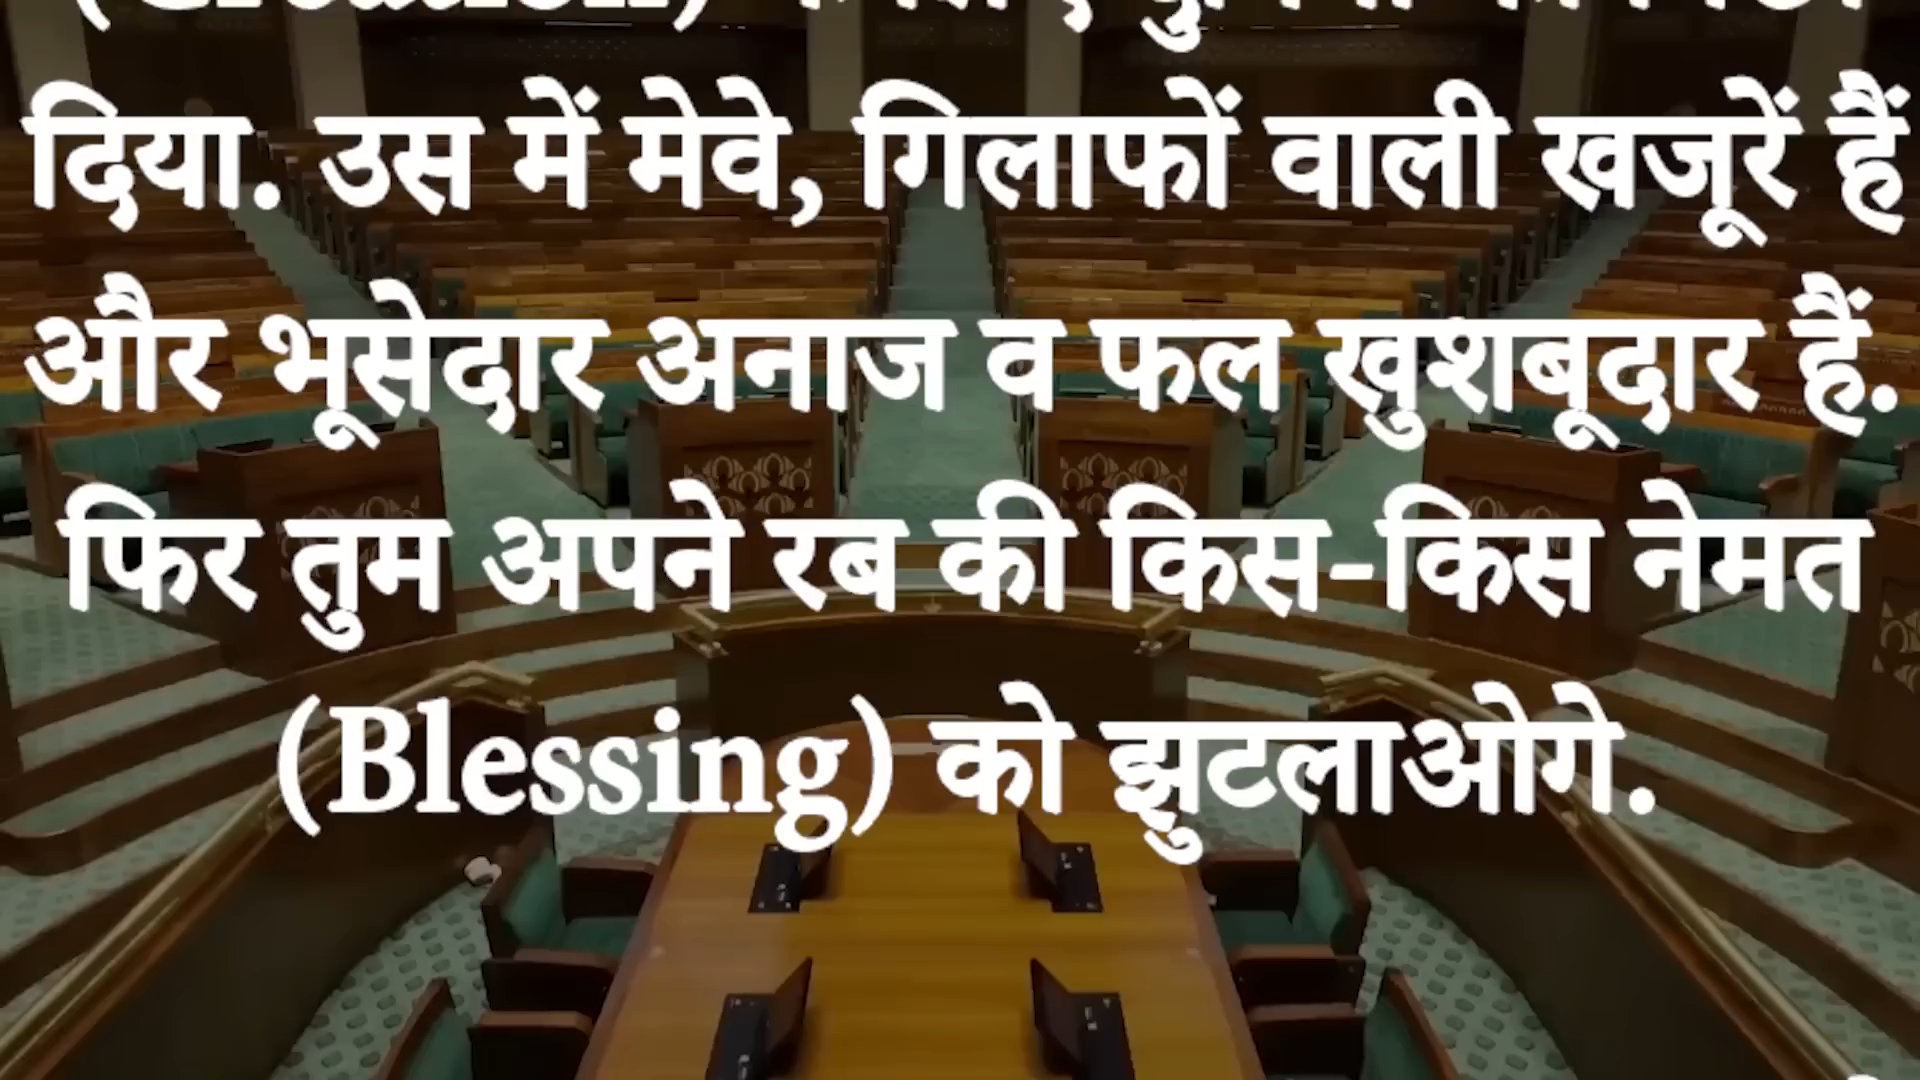 दिया. उस में मेवे, गिलाफों वाली खजूरें हैं
और भूसेदार अनाज व फल खुशबूदार हैं.
फिर तुम अपने रब की किस-किस नेमत
(Blessing) को झुटलाओगे.